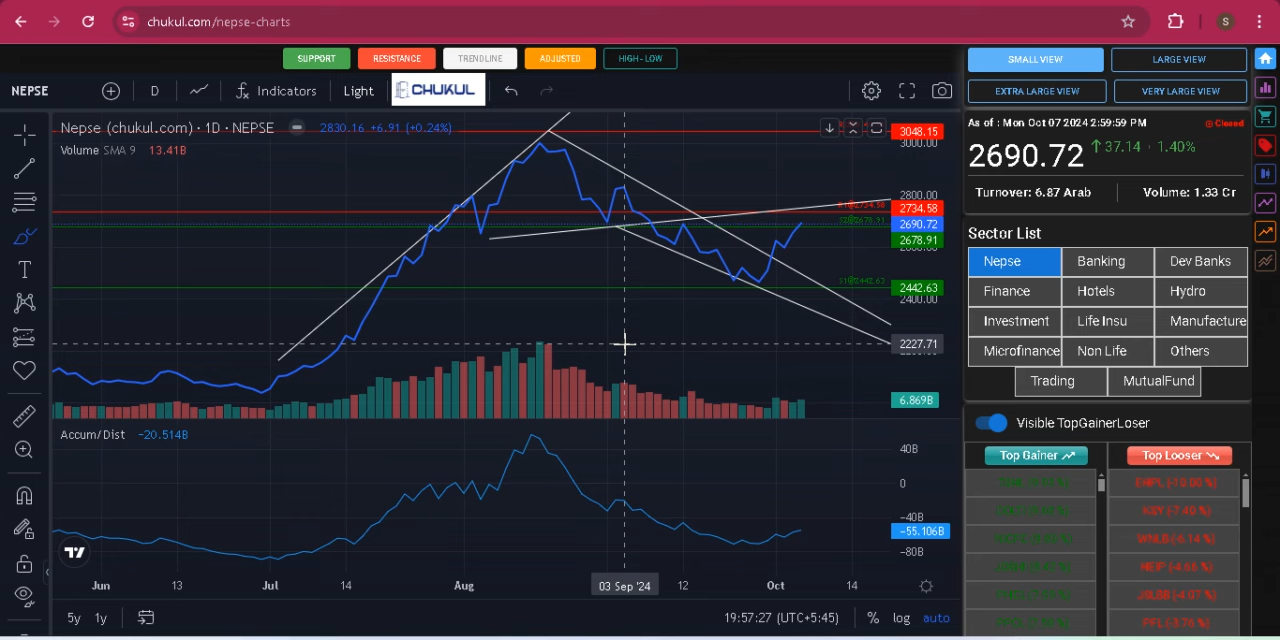 chukul.com/nepse-charts
S
SUPPORT RESISTANCE TRENDLINE ADJUSTED HIGH-LOW
SMALL VIEW LARGE VIEW
EXTRA LARGE VIEW VERY LARGE VIEW
NEPSE D Indicators Light CHUKUL
Nepse (chukul.com) · 1D · NEPSE 2830.16 +6.91 (+0.24%)
Volume SMA 9 13.41B
3048.15
3000.00
2800.00
2734.58
2690.72
2678.91
2442.63
2400.00
2227.71
6.869B
Accum/Dist −20.514B
40B
0
−40B
−55.106B
−80B
Jun 13 Jul 14 Aug 03 Sep '24 12 Oct 14
5y 1y 19:57:27 (UTC+5:45) % log auto
As of : Mon Oct 07 2024 2:59:59 PM Closed
2690.72 37.14 · 1.40%
Turnover: 6.87 Arab Volume: 1.33 Cr
Sector List
Nepse Banking Dev Banks
Finance Hotels Hydro
Investment Life Insu Manufacture
Microfinance Non Life Others
Trading MutualFund
Visible TopGainerLoser
Top Gainer Top Looser